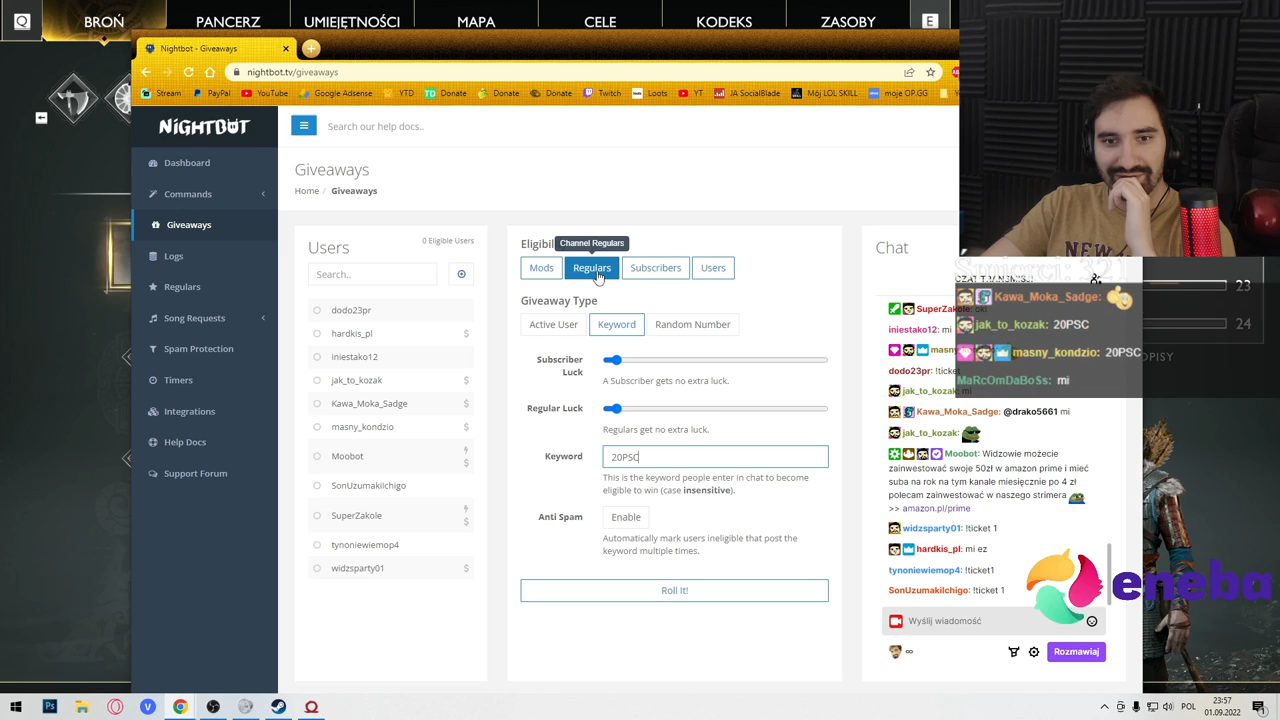 Q
BROŃ
PANCERZ
UMIEJĘTNOŚCI
MAPA
CELE
KODEKS
ZASOBY
E
Nightbot - Giveaways
nightbot.tv/giveaways
Stream
PayPal
YouTube
Google Adsense
YTD
TD Donate
Donate
Donate
Twitch
Loots
YT
JA SocialBlade
Mój LOL SKILL
moje OP.GG
NIGHTBOT
Search our help docs..
Dashboard
Commands
Giveaways
Logs
Regulars
Song Requests
Spam Protection
Timers
Integrations
Help Docs
Support Forum
Giveaways
Home / Giveaways
Users
0 Eligible Users
Search..
dodo23pr
hardkis_pl
$
iniestako12
jak_to_kozak
$
Kawa_Moka_Sadge
$
masny_kondzio
$
Moobot
$
SonUzumakiIchigo
SuperZakole
$
tynoniewiemop4
widzsparty01
$
Channel Regulars
Mods
Regulars
Subscribers
Users
Giveaway Type
Active User
Keyword
Random Number
Subscriber
Luck
A Subscriber gets no extra luck.
Regular Luck
Regulars get no extra luck.
Keyword
20PSC
This is the keyword people enter in chat to become
eligible to win (case insensitive).
Anti Spam
Enable
Automatically mark users ineligible that post the
keyword multiple times.
Roll It!
Chat
NEW
23
24
Kawa_Moka_Sadge:
jak_to_kozak: 20PSC
masny_kondzio: 20PSC
MaRcOmDaBoSs: mi
iniestako12: mi
dodo23pr: !ticket
Kawa_Moka_Sadge: @drako5661 mi
jak_to_kozak:
Moobot: Widzowie możecie
zainwestować swoje 50zł w amazon prime i mieć
suba na rok na tym kanale miesięcznie po 4 zł
polecam zainwestować w naszego strimera
>> amazon.pl/prime
widzsparty01: !ticket 1
hardkis_pl: mi ez
tynoniewiemop4: !ticket1
SonUzumakiIchigo: !ticket 1
Wyślij wiadomość
∞
Rozmawiaj
eneba
POL
23:57
01.09.2022